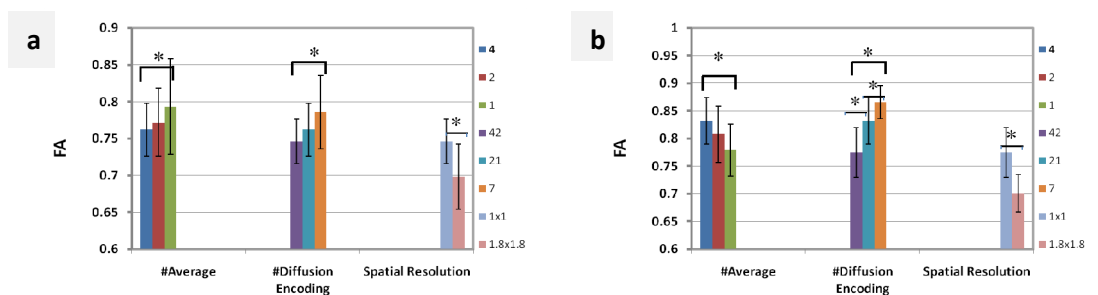 a
0.9
0.85
0.8
0.75
0.7
0.65
0.6
FA
*
*
*
#Average
#Diffusion
Encoding
Spatial Resolution
4
2
1
42
21
7
1x1
1.8x1.8
b
1
0.95
0.9
0.85
0.8
0.75
0.7
0.65
0.6
FA
*
*
*
*
*
#Average
#Diffusion
Encoding
Spatial Resolution
4
2
1
42
21
7
1x1
1.8x1.8